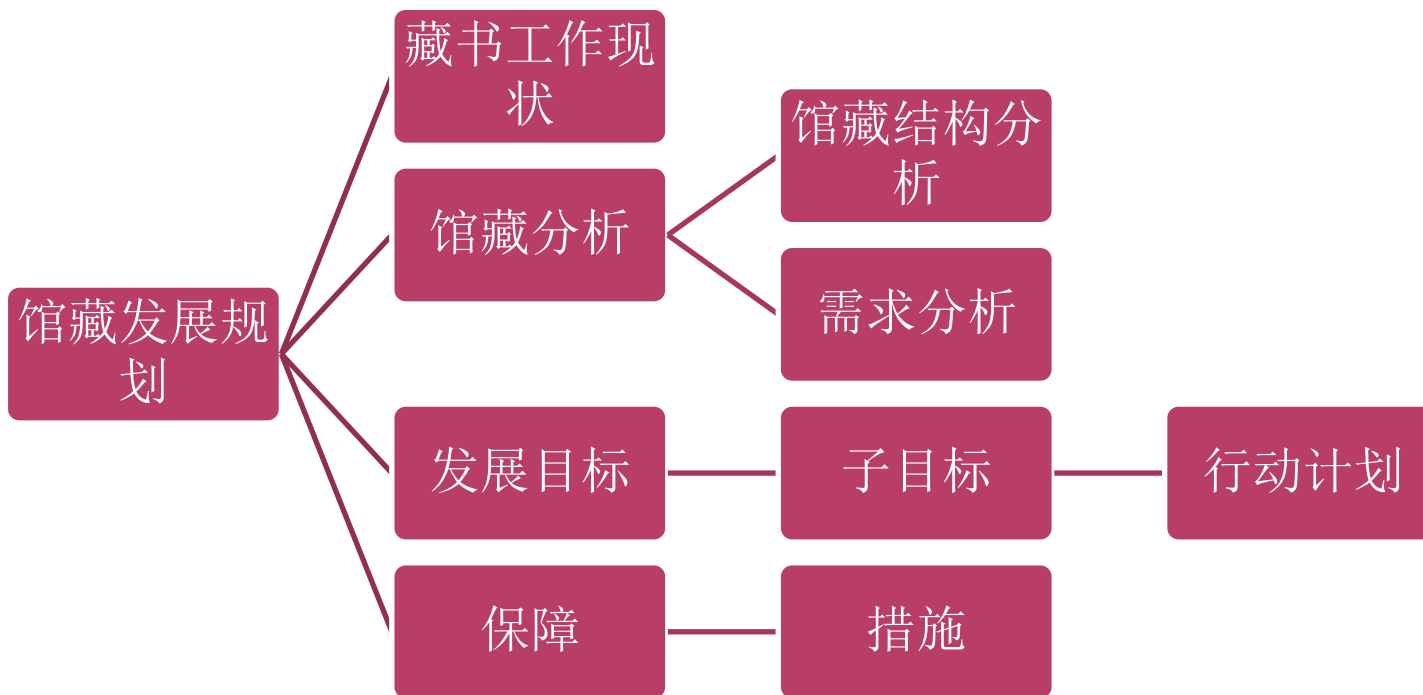 馆藏发展规
划
藏书工作现
状
馆藏分析
馆藏结构分
析
需求分析
发展目标
子目标
行动计划
保障
措施